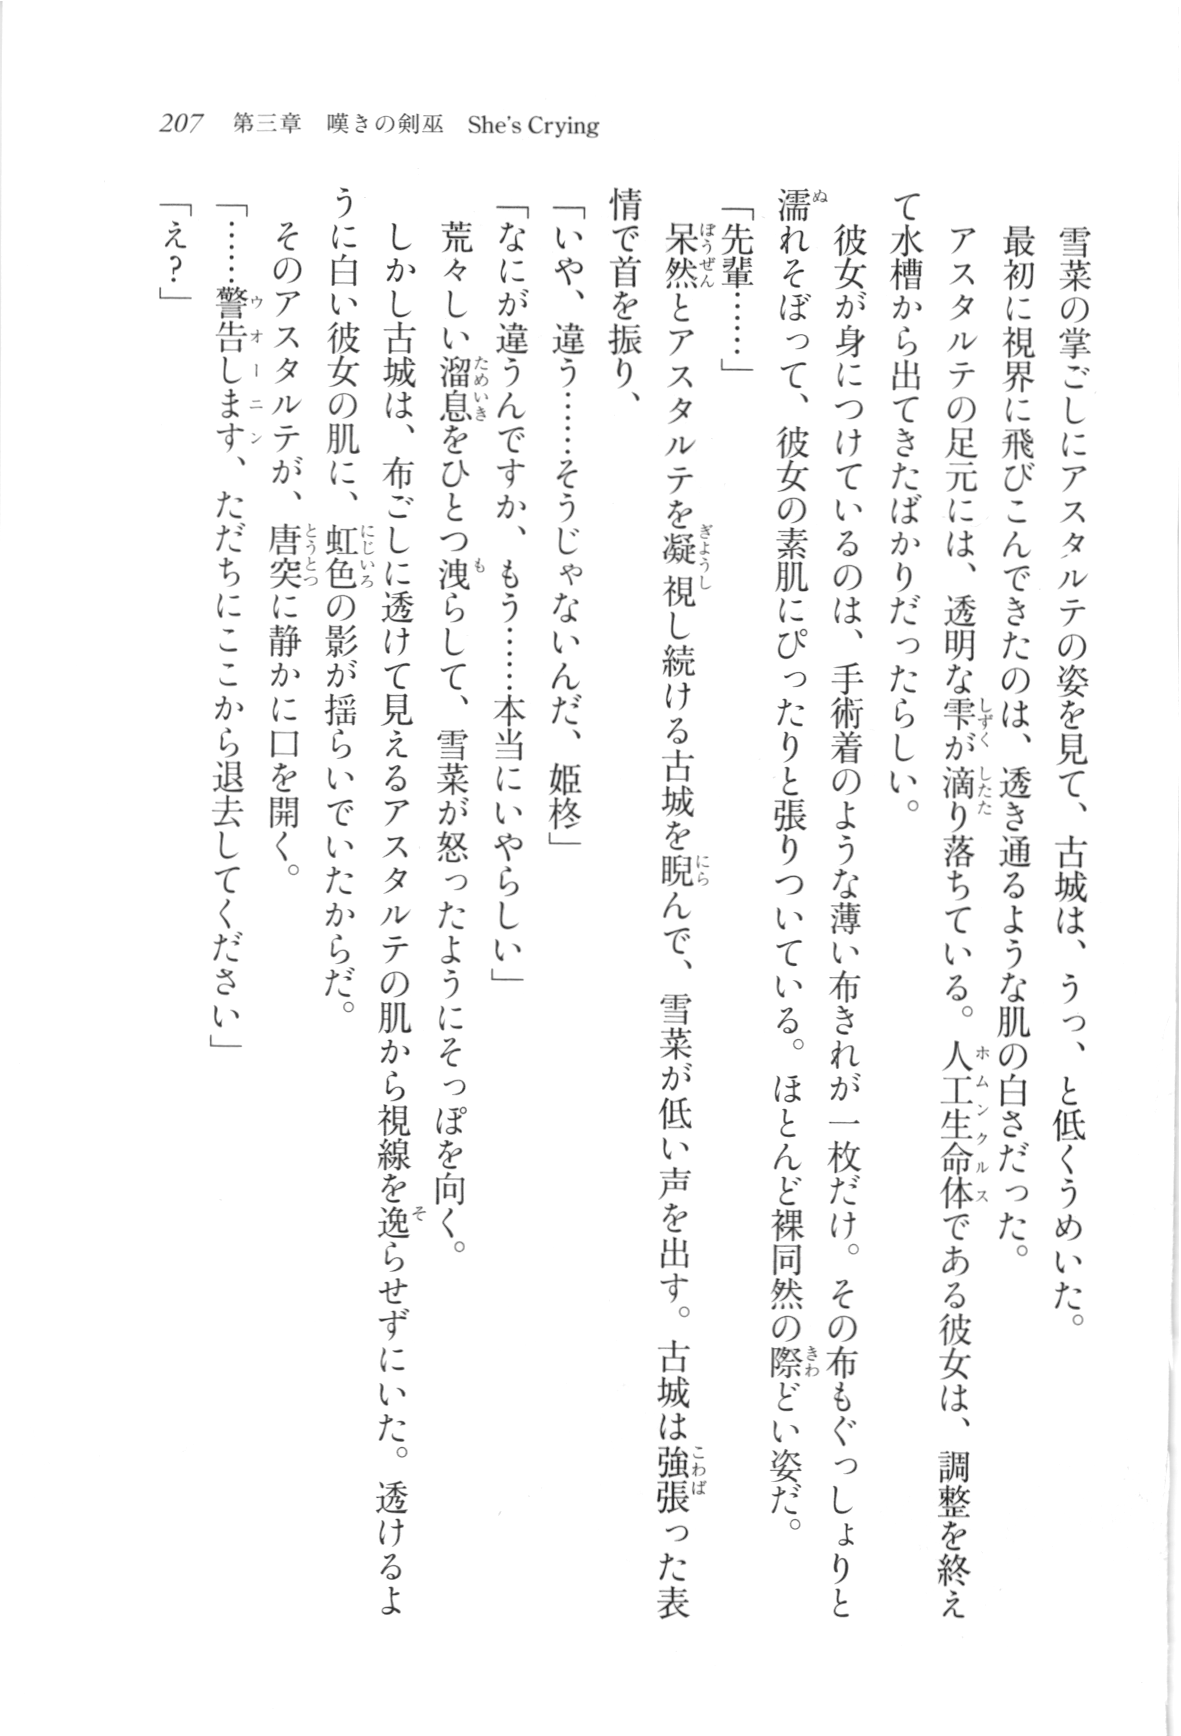 207　第三章　嘆きの剣巫　She's Crying
　雪菜の掌ごしにアスタルテの姿を見て、古城は、うっ、と低くうめいた。
　最初に視界に飛びこんできたのは、透き通るような肌の白さだった。
　アスタルテの足元には、透明な雫が滴り落ちている。人工生命体である彼女は、調整を終え
て水槽から出てきたばかりだったらしい。
　彼女が身につけているのは、手術着のような薄い布きれが一枚だけ。その布もぐっしょりと
濡れそぼって、彼女の素肌にぴったりと張りついている。ほとんど裸同然の際どい姿だ。
「先輩……」
　呆然とアスタルテを凝視し続ける古城を睨んで、雪菜が低い声を出す。古城は強張った表
情で首を振り、
「いや、違う……そうじゃないんだ、姫柊」
「なにが違うんですか、もう……本当にいやらしい」
　荒々しい溜息をひとつ洩らして、雪菜が怒ったようにそっぽを向く。
　しかし古城は、布ごしに透けて見えるアスタルテの肌から視線を逸らせずにいた。透けるよ
うに白い彼女の肌に、虹色の影が揺らいでいたからだ。
　そのアスタルテが、唐突に静かに口を開く。
「……警告します、ただちにここから退去してください」
「え？」